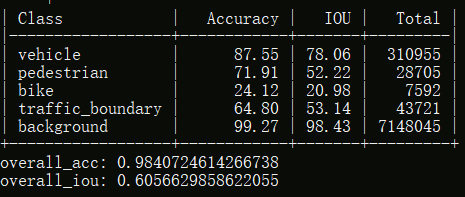 | Class | Accuracy | IOU | Total |
| vehicle | 87.55 | 78.06 | 310955 |
| pedestrian | 71.91 | 52.22 | 28705 |
| bike | 24.12 | 20.98 | 7592 |
| traffic_boundary | 64.80 | 53.14 | 43721 |
| background | 99.27 | 98.43 | 7148045 |
overall_acc: 0.9840724614266738
overall_iou: 0.6056629858622055